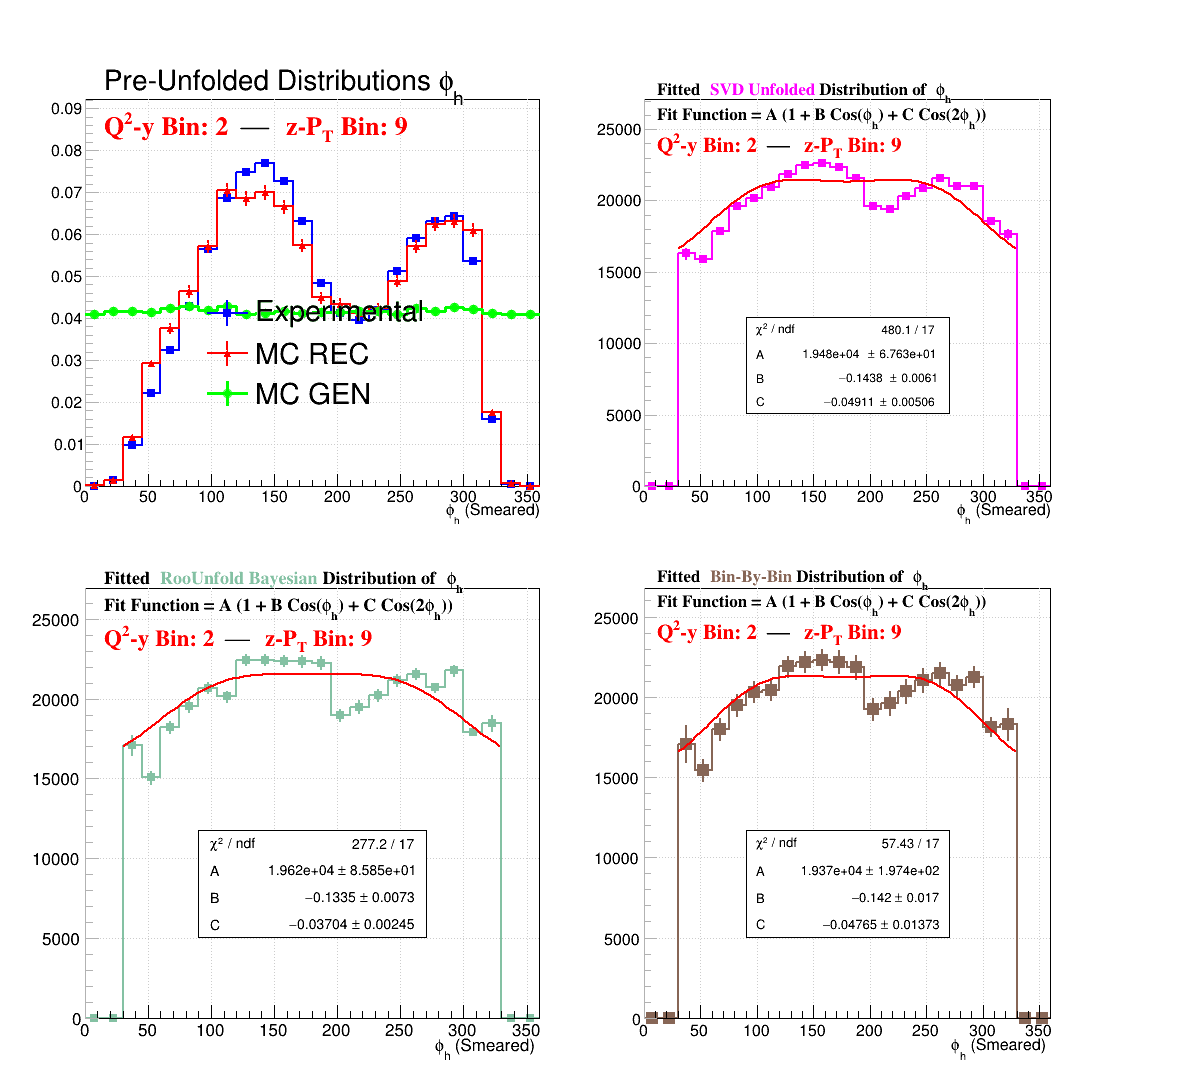 Pre-Unfolded Distributions ϕh
Q²-y Bin: 2 — z-PT Bin: 9
0.09
0.08
0.07
0.06
0.05
0.04
0.03
0.02
0.01
0
Experimental
MC REC
MC GEN
0 50 100 150 200 250 300 350
ϕh (Smeared)
Fitted SVD Unfolded Distribution of ϕh
Fit Function = A (1 + B Cos(ϕh) + C Cos(2ϕh))
Q²-y Bin: 2 — z-PT Bin: 9
25000
20000
15000
10000
5000
0
χ² / ndf 480.1 / 17
A 1.948e+04 ± 6.763e+01
B −0.1438 ± 0.0061
C −0.04911 ± 0.00506
0 50 100 150 200 250 300 350
ϕh (Smeared)
Fitted RooUnfold Bayesian Distribution of ϕh
Fit Function = A (1 + B Cos(ϕh) + C Cos(2ϕh))
Q²-y Bin: 2 — z-PT Bin: 9
25000
20000
15000
10000
5000
0
χ² / ndf 277.2 / 17
A 1.962e+04 ± 8.585e+01
B −0.1335 ± 0.0073
C −0.03704 ± 0.00245
0 50 100 150 200 250 300 350
ϕh (Smeared)
Fitted Bin-By-Bin Distribution of ϕh
Fit Function = A (1 + B Cos(ϕh) + C Cos(2ϕh))
Q²-y Bin: 2 — z-PT Bin: 9
25000
20000
15000
10000
5000
0
χ² / ndf 57.43 / 17
A 1.937e+04 ± 1.974e+02
B −0.142 ± 0.017
C −0.04765 ± 0.01373
0 50 100 150 200 250 300 350
ϕh (Smeared)